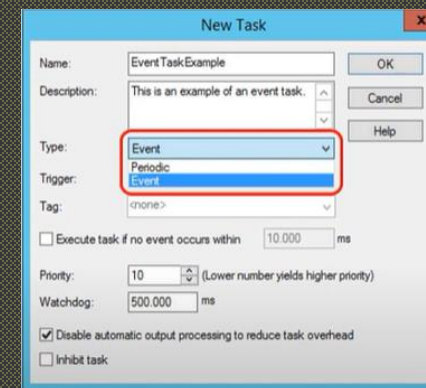 New Task
x
Name: EventTaskExample OK
Description: This is an example of an event task. Cancel
Help
Type: Event
Periodic
Trigger: Event
Tag: <none>
Execute task if no event occurs within 10.000 ms
Priority: 10 (Lower number yields higher priority)
Watchdog: 500.000 ms
Disable automatic output processing to reduce task overhead
Inhibit task